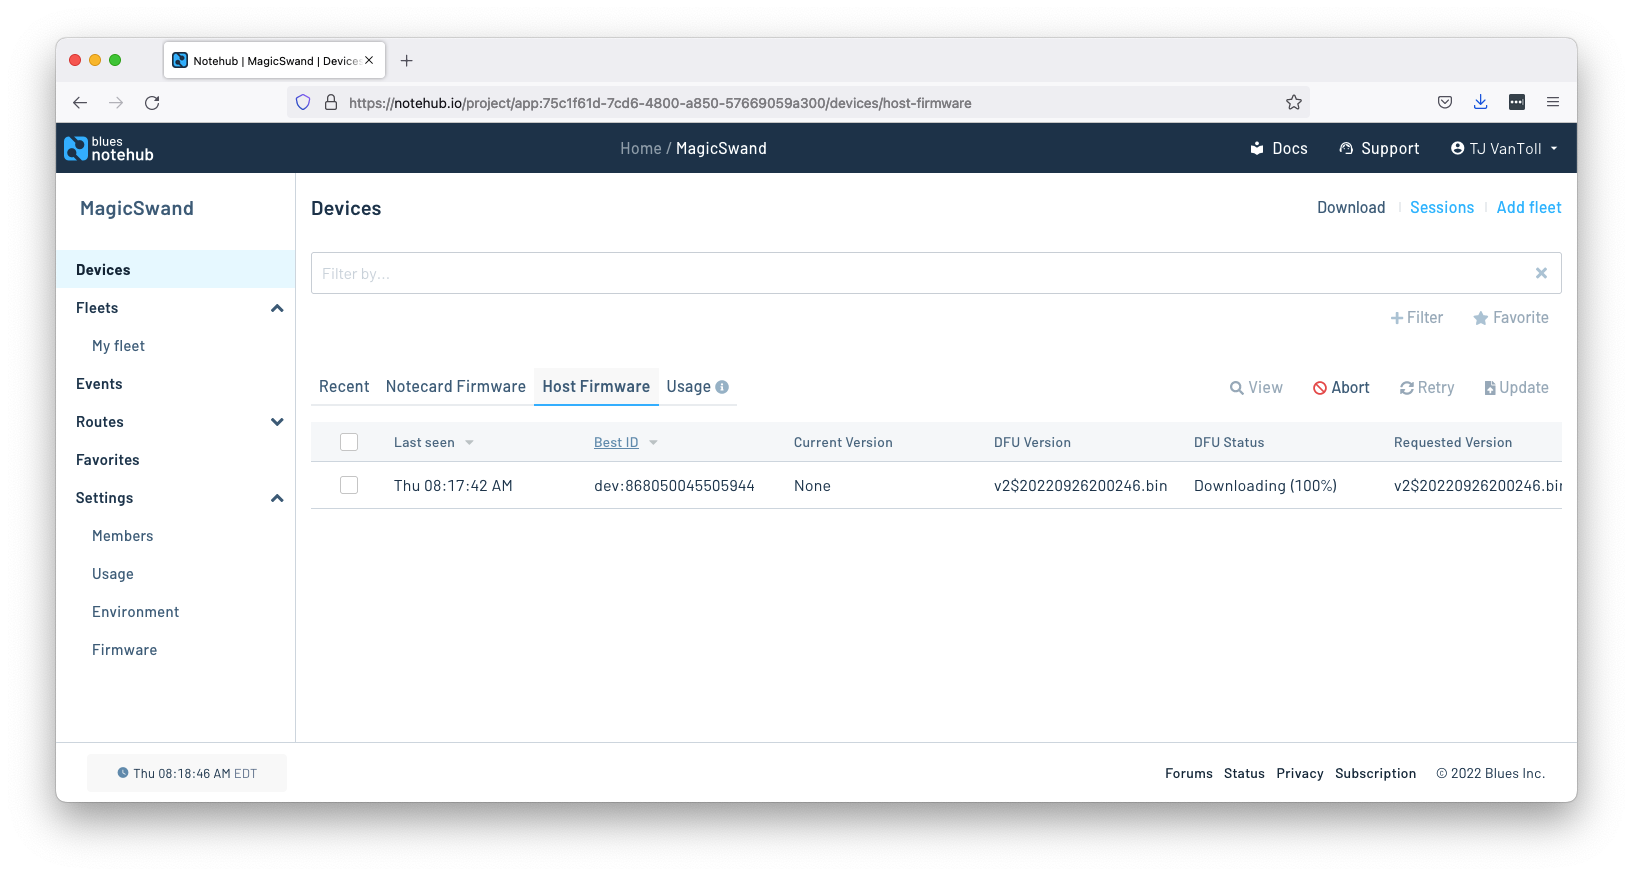 Notehub | MagicSwand | Device
https://notehub.io/project/app:75c1f61d-7cd6-4800-a850-57669059a300/devices/host-firmware
blues
notehub
Home / MagicSwand
Docs
Support
TJ VanToll
MagicSwand
Devices
Fleets
My fleet
Events
Routes
Favorites
Settings
Members
Usage
Environment
Firmware
Devices
Download
Sessions
Add fleet
Filter by...
Filter
Favorite
Recent
Notecard Firmware
Host Firmware
Usage
View
Abort
Retry
Update
Last seen
Best ID
Current Version
DFU Version
DFU Status
Requested Version
Thu 08:17:42 AM
dev:868050045505944
None
v2$20220926200246.bin
Downloading (100%)
v2$20220926200246.bin
Thu 08:18:46 AM EDT
Forums
Status
Privacy
Subscription
© 2022 Blues Inc.